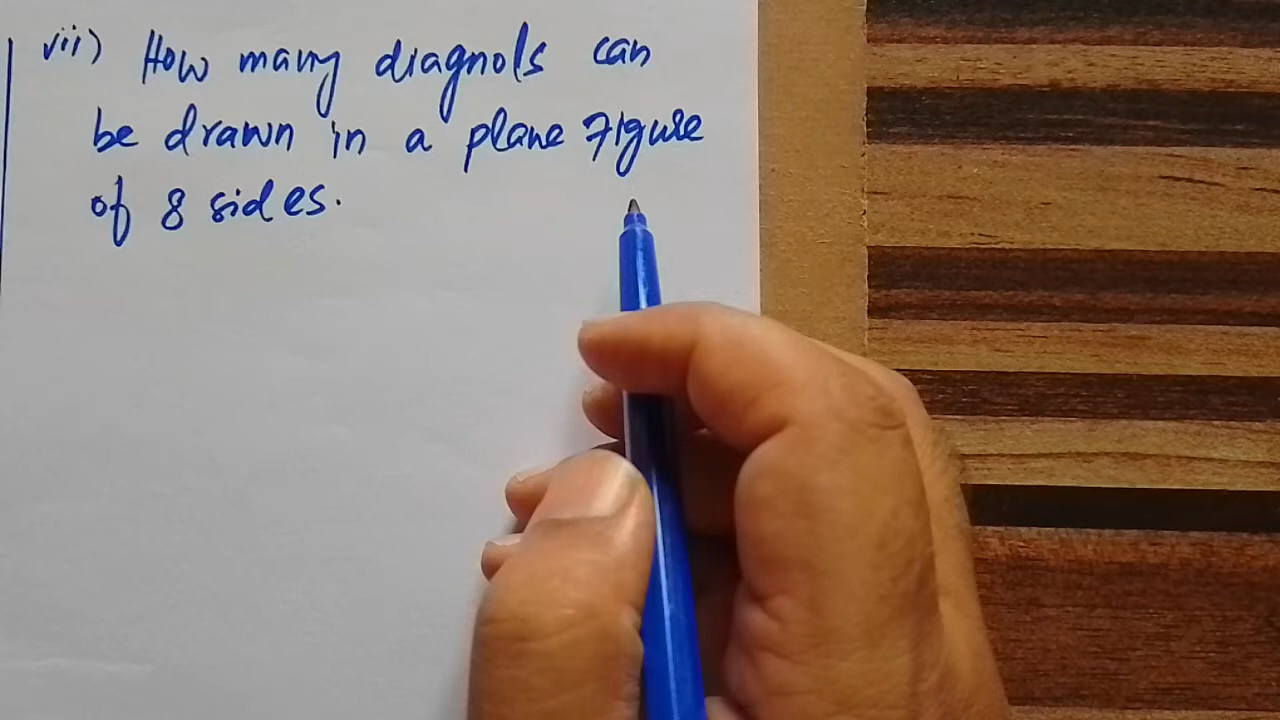 vii) How many diagnols can
be drawn in a plane Figure
of 8 sides.